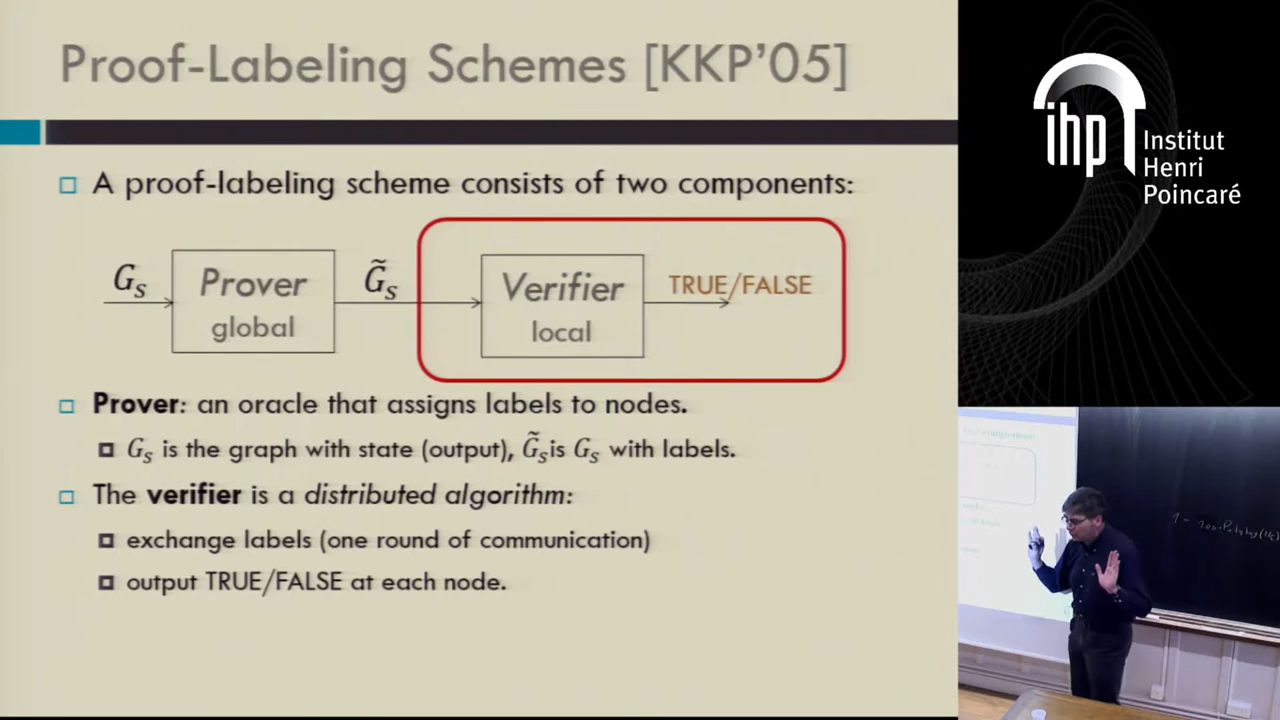 Proof-Labeling Schemes [KKP'05]
A proof-labeling scheme consists of two components:
G_s
Prover
global
G̃_s
Verifier
local
TRUE/FALSE
Prover: an oracle that assigns labels to nodes.
G_s is the graph with state (output), G̃_s is G_s with labels.
The verifier is a distributed algorithm:
exchange labels (one round of communication)
output TRUE/FALSE at each node.
ihp
Institut
Henri
Poincaré